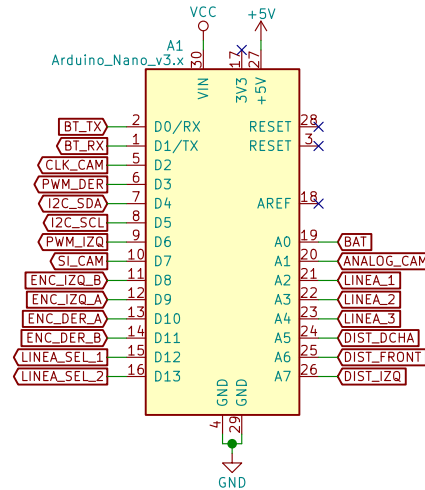 VCC
+5V
A1
Arduino_Nano_v3.x
30
17
27
VIN
3V3
+5V
BT_TX 2 D0/RX RESET 28
BT_RX 1 D1/TX RESET 3
CLK_CAM 5 D2
PWM_DER 6 D3
I2C_SDA 7 D4 AREF 18
I2C_SCL 8 D5
PWM_IZQ 9 D6 A0 19 BAT
SI_CAM 10 D7 A1 20 ANALOG_CAM
ENC_IZQ_B 11 D8 A2 21 LINEA_1
ENC_IZQ_A 12 D9 A3 22 LINEA_2
ENC_DER_A 13 D10 A4 23 LINEA_3
ENC_DER_B 14 D11 A5 24 DIST_DCHA
LINEA_SEL_1 15 D12 A6 25 DIST_FRONT
LINEA_SEL_2 16 D13 A7 26 DIST_IZQ
GND
GND
4
29
GND